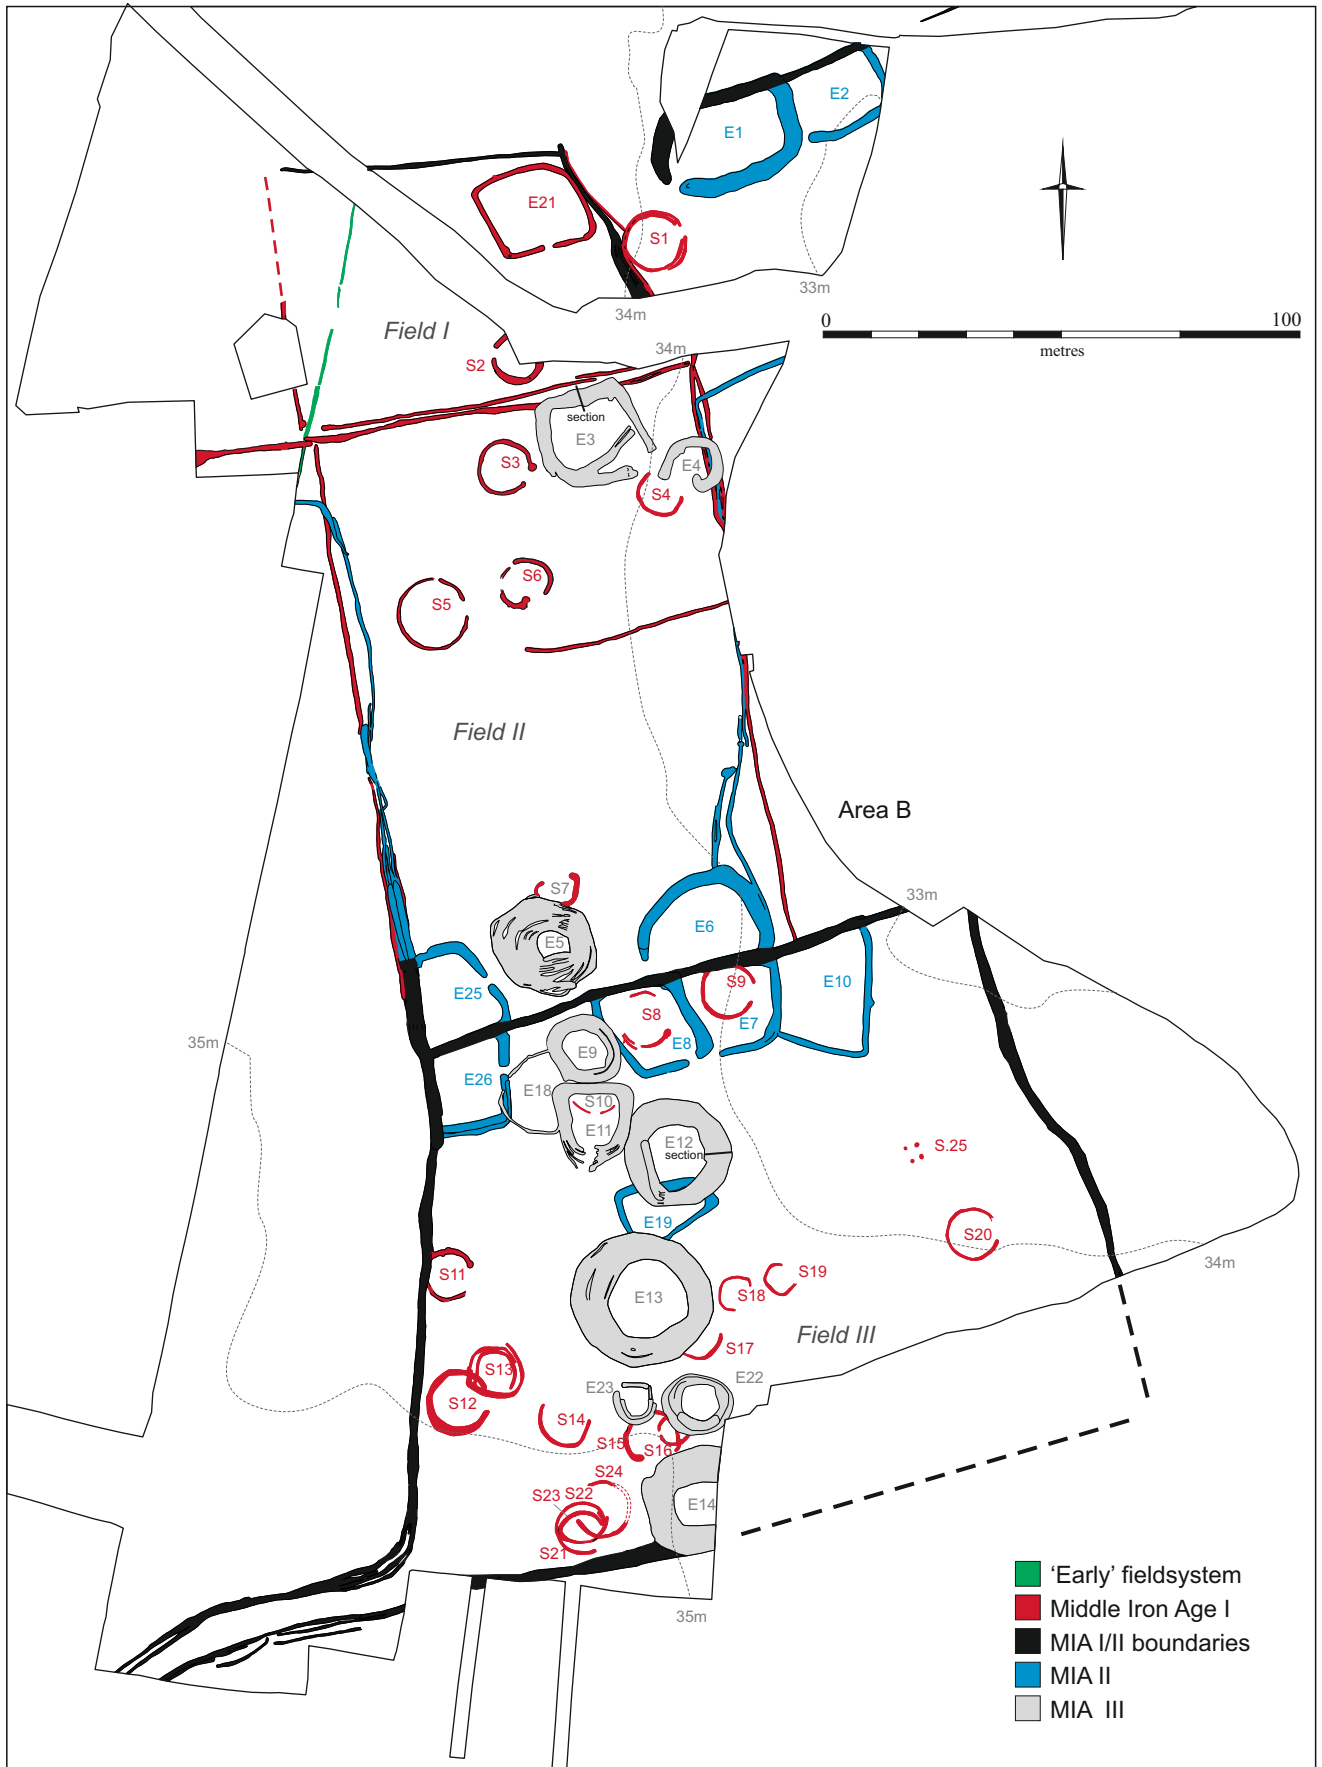 E2
E1
E21
S1
33m
34m
0 100
metres
Field I
34m
S2
section
E3
E4
S3
S4
S6
S5
Field II
Area B
S7
33m
E5
E6
S9
E10
E25
S8
E7
35m
E8
E9
E26
E18
S10
E11
E12
section
S.25
E19
S20
34m
S11
S19
S18
E13
Field III
S17
S13
E22
E23
S12
S14
S15
S16
S24
S23 S22
E14
S21
'Early' fieldsystem
Middle Iron Age I
MIA I/II boundaries
MIA II
MIA III
35m